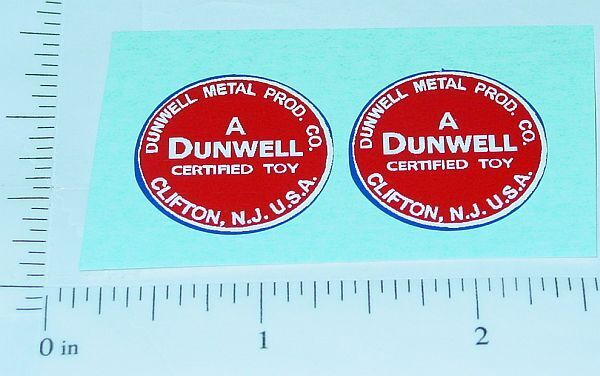 DUNWELL METAL PROD. CO.
A
DUNWELL
CERTIFIED TOY
CLIFTON, N.J. U.S.A.
DUNWELL METAL PROD. CO.
A
DUNWELL
CERTIFIED TOY
CLIFTON, N.J. U.S.A.
0 in 1 2